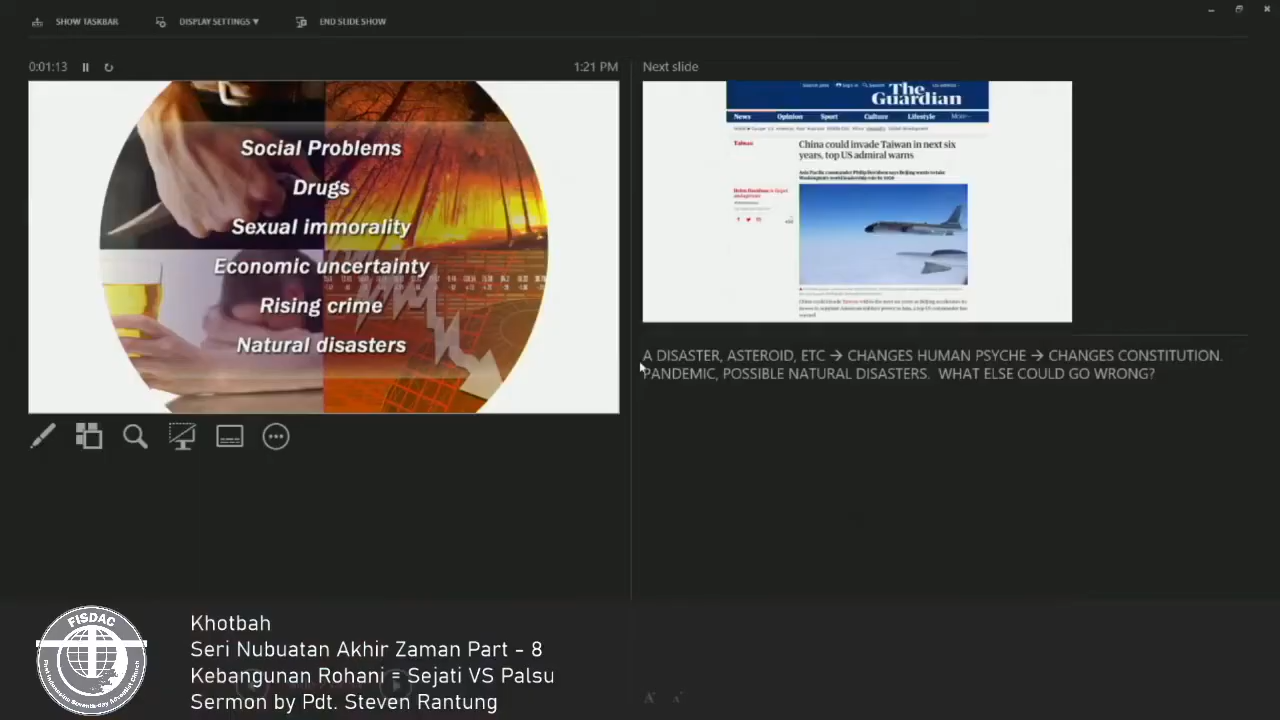 SHOW TASKBAR
DISPLAY SETTINGS ▼
END SLIDE SHOW
0:01:13
1:21 PM
Social Problems
Drugs
Sexual immorality
Economic uncertainty
Rising crime
Natural disasters
Next slide
The
Guardian
News Opinion Sport Culture Lifestyle More
Taiwan
China could invade Taiwan in next six
years, top US admiral warns
A DISASTER, ASTEROID, ETC → CHANGES HUMAN PSYCHE → CHANGES CONSTITUTION.
PANDEMIC, POSSIBLE NATURAL DISASTERS. WHAT ELSE COULD GO WRONG?
FISDAC
Khotbah
Seri Nubuatan Akhir Zaman Part - 8
Kebangunan Rohani = Sejati VS Palsu
Sermon by Pdt. Steven Rantung